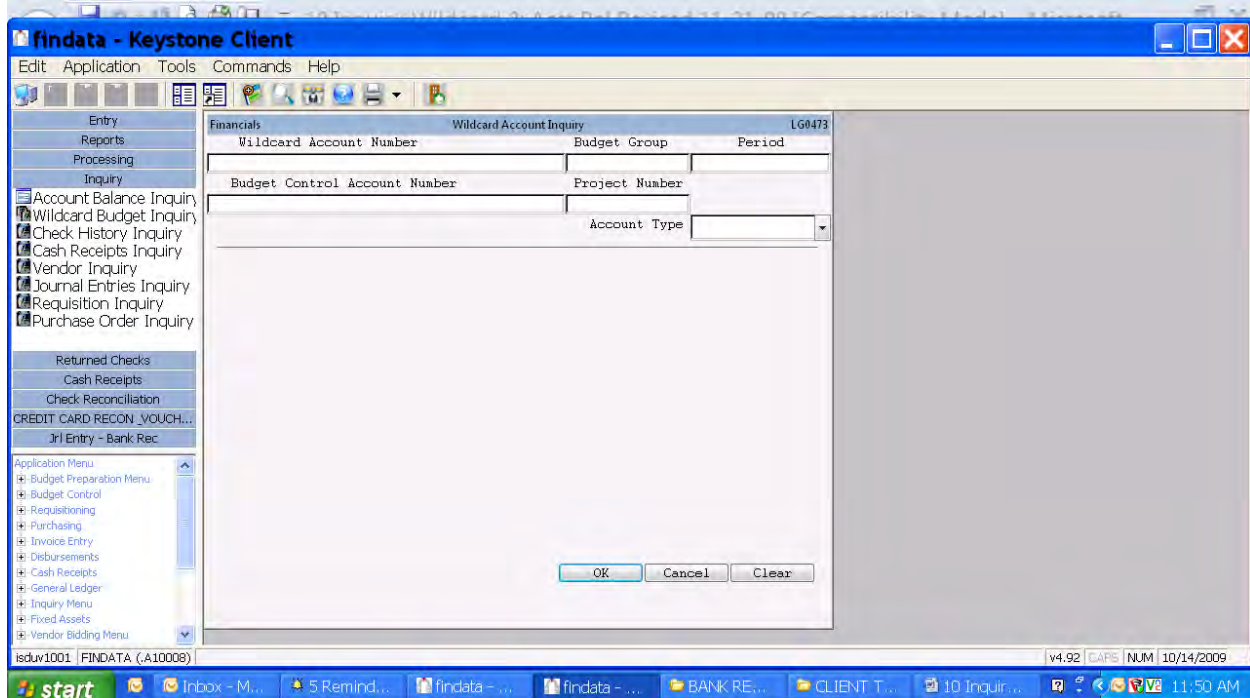 findata - Keystone Client
Edit Application Tools Commands Help
Entry
Reports
Processing
Inquiry
Account Balance Inquiry
Wildcard Budget Inquiry
Check History Inquiry
Cash Receipts Inquiry
Vendor Inquiry
Journal Entries Inquiry
Requisition Inquiry
Purchase Order Inquiry
Returned Checks
Cash Receipts
Check Reconciliation
CREDIT CARD RECON _VOUCH...
Jrl Entry - Bank Rec
Application Menu
Budget Preparation Menu
Budget Control
Requisitioning
Purchasing
Invoice Entry
Disbursements
Cash Receipts
General Ledger
Inquiry Menu
Fixed Assets
Vendor Bidding Menu
Financials Wildcard Account Inquiry LG0473
Wildcard Account Number Budget Group Period
Budget Control Account Number Project Number
Account Type
OK Cancel Clear
isduv1001 FINDATA (.A10008) v4.92 CAPS NUM 10/14/2009
start Inbox - M... 5 Remind... findata - ... findata - ... BANK RE... CLIENT T... 10 Inquir... 11:50 AM